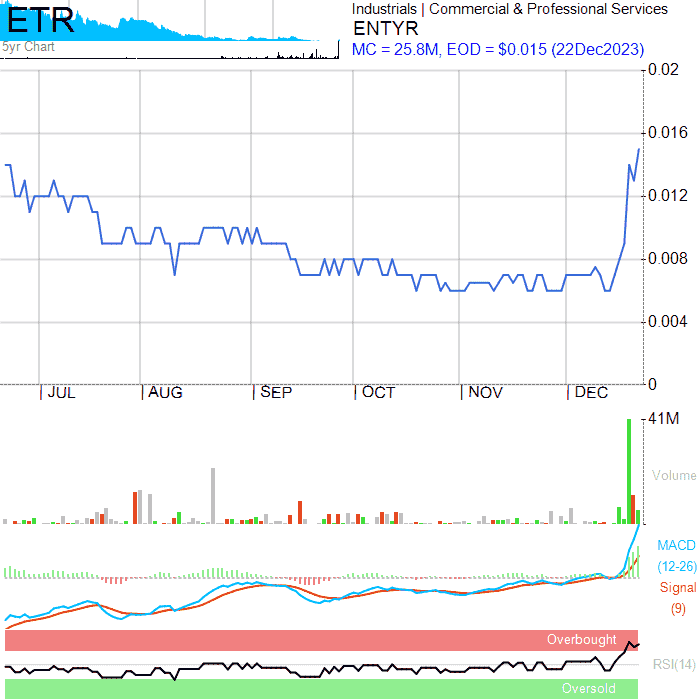 ETR
5yr Chart
Industrials | Commercial & Professional Services
ENTYR
MC = 25.8M, EOD = $0.015 (22Dec2023)
0.02
0.016
0.012
0.008
0.004
0
JUL AUG SEP OCT NOV DEC
41M
Volume
MACD
(12-26)
Signal
(9)
Overbought
RSI(14)
Oversold